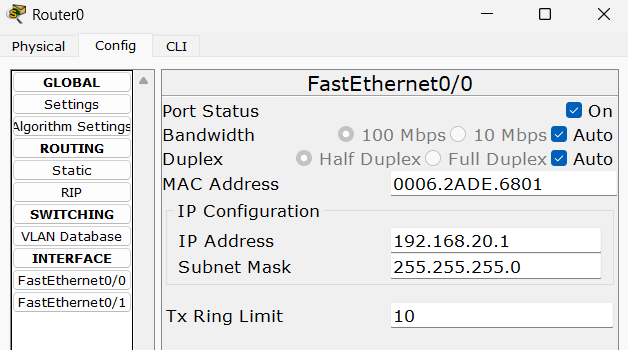 Router0
Physical Config CLI
GLOBAL
Settings
Algorithm Settings
ROUTING
Static
RIP
SWITCHING
VLAN Database
INTERFACE
FastEthernet0/0
FastEthernet0/1
FastEthernet0/0
Port Status On
Bandwidth 100 Mbps 10 Mbps Auto
Duplex Half Duplex Full Duplex Auto
MAC Address 0006.2ADE.6801
IP Configuration
IP Address 192.168.20.1
Subnet Mask 255.255.255.0
Tx Ring Limit 10